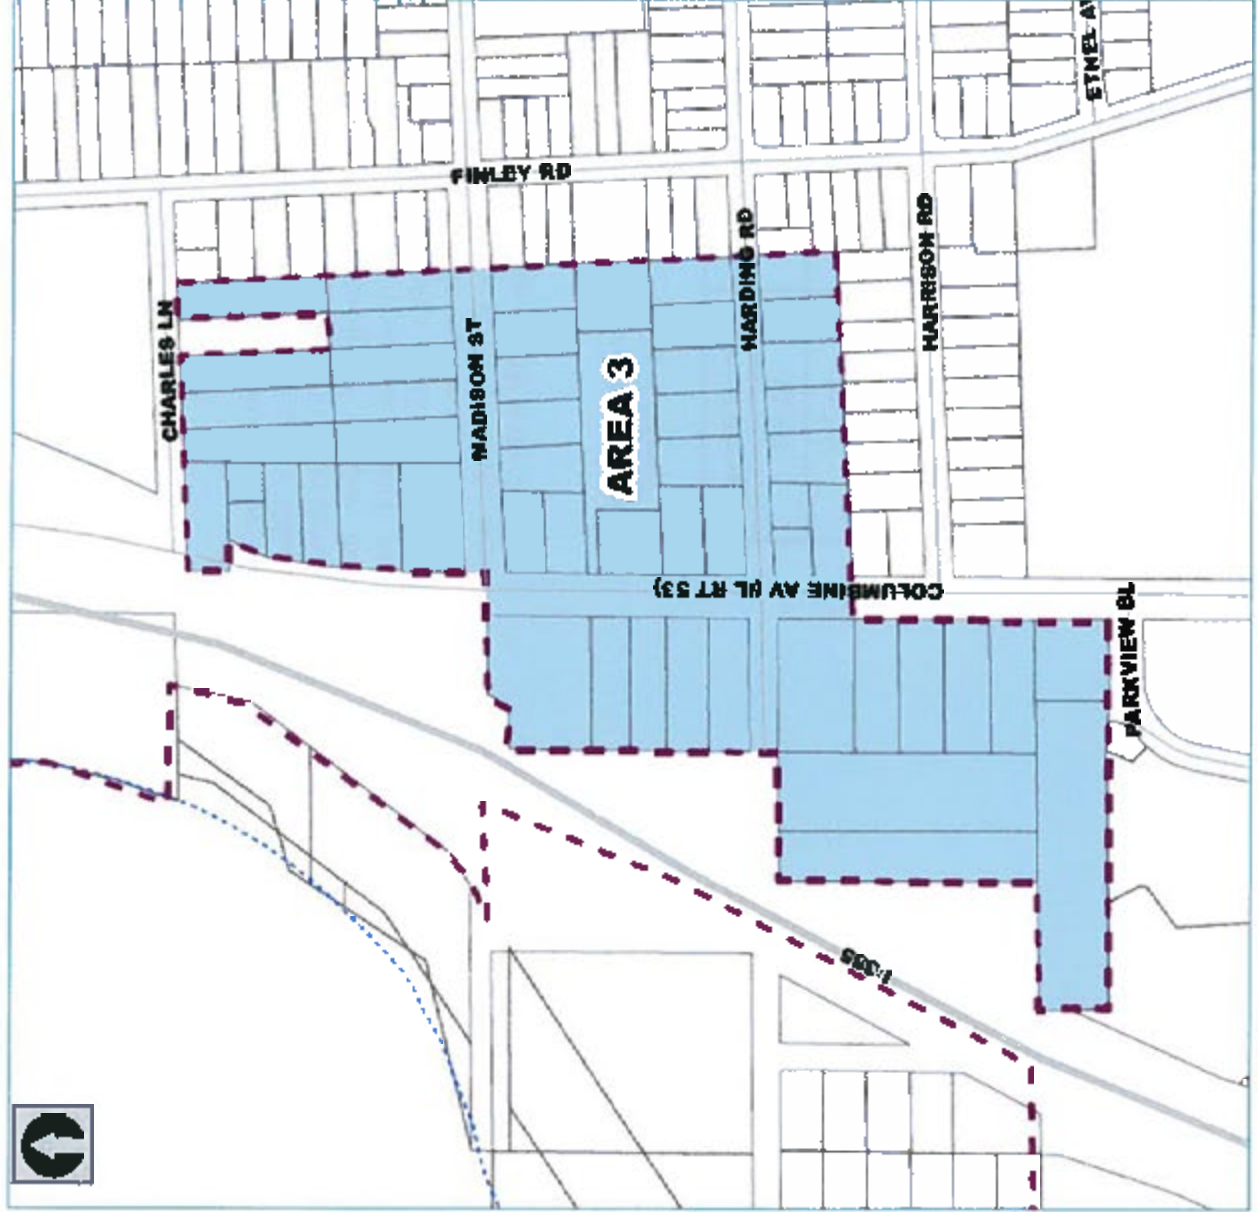 ETHEL AV
FINLEY RD
HARDING RD
HARRISON RD
CHARLES LN
MADISON ST
AREA 3
COLUMBINE AV (IL RT 53)
PARKVIEW BL
I-355